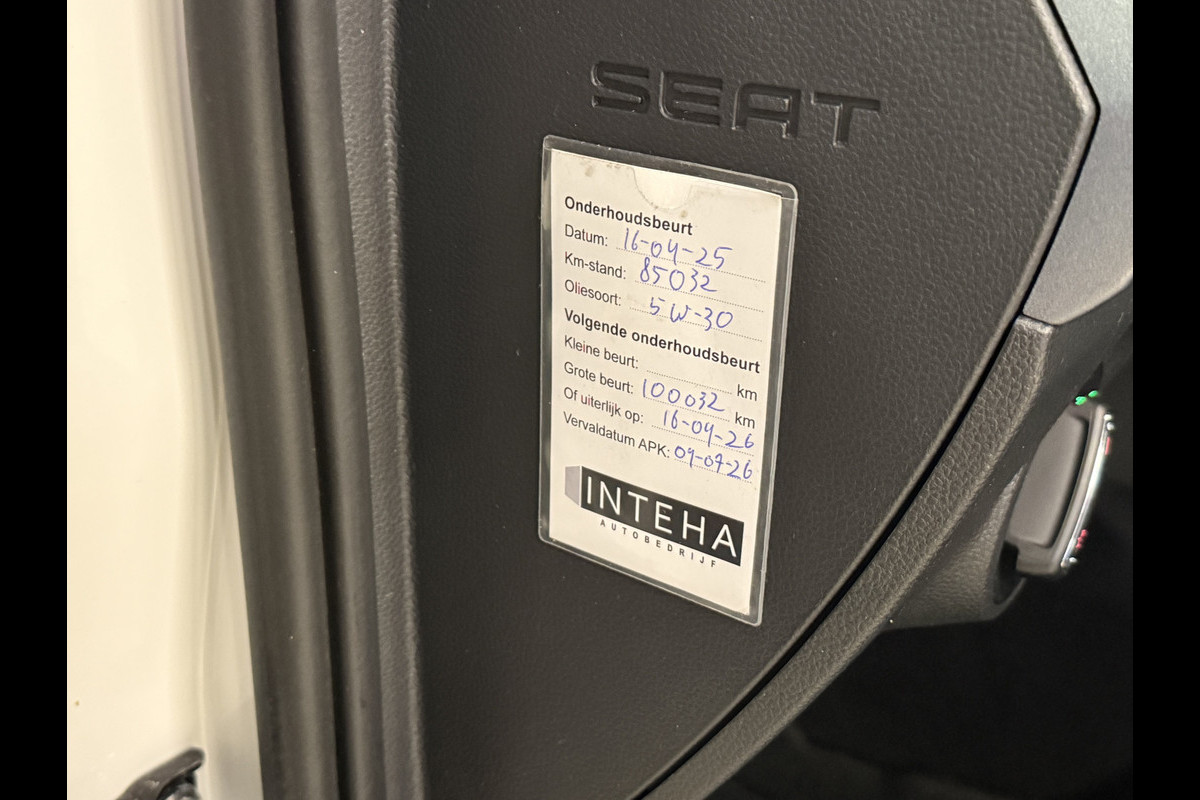 SEAT
Onderhoudsbeurt
Datum: 16-04-25
Km-stand: 85032
Oliesoort: 5W-30
Volgende onderhoudsbeurt
Kleine beurt: km
Grote beurt: 100032 km
Of uiterlijk op: 16-04-26
Vervaldatum APK: 09-07-26
INTEHA
AUTOBEDRIJF